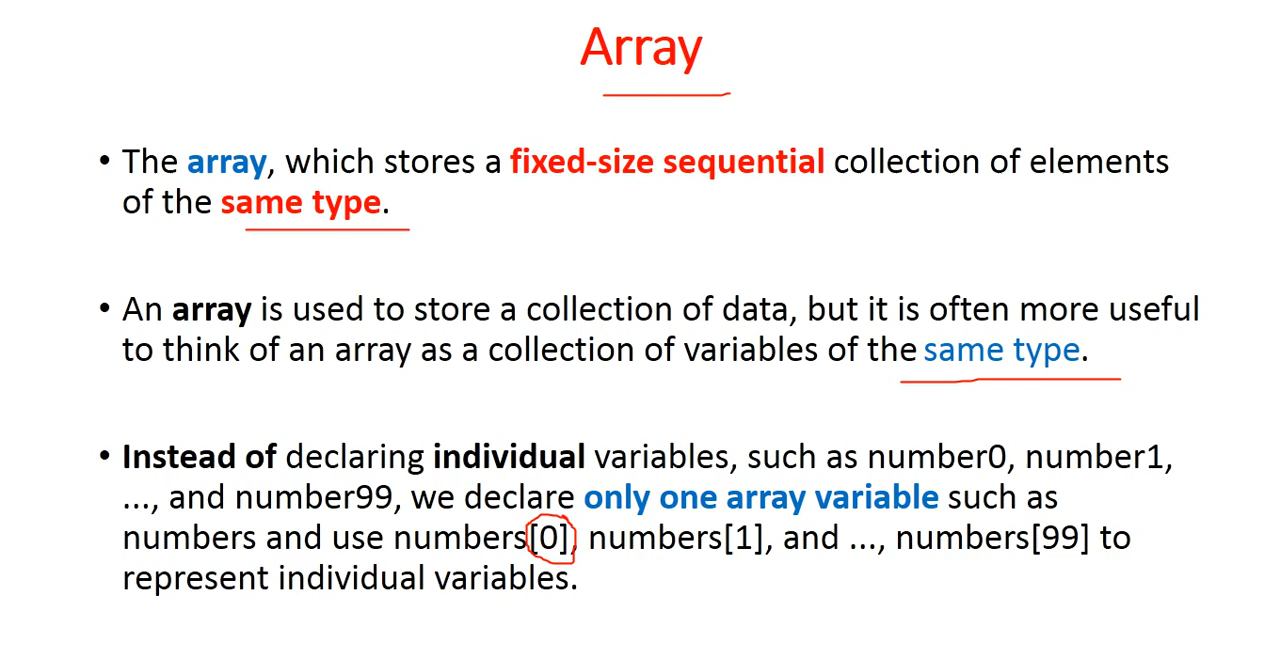 Array
• The array, which stores a fixed-size sequential collection of elements
of the same type.
• An array is used to store a collection of data, but it is often more useful
to think of an array as a collection of variables of the same type.
• Instead of declaring individual variables, such as number0, number1,
..., and number99, we declare only one array variable such as
numbers and use numbers[0], numbers[1], and ..., numbers[99] to
represent individual variables.